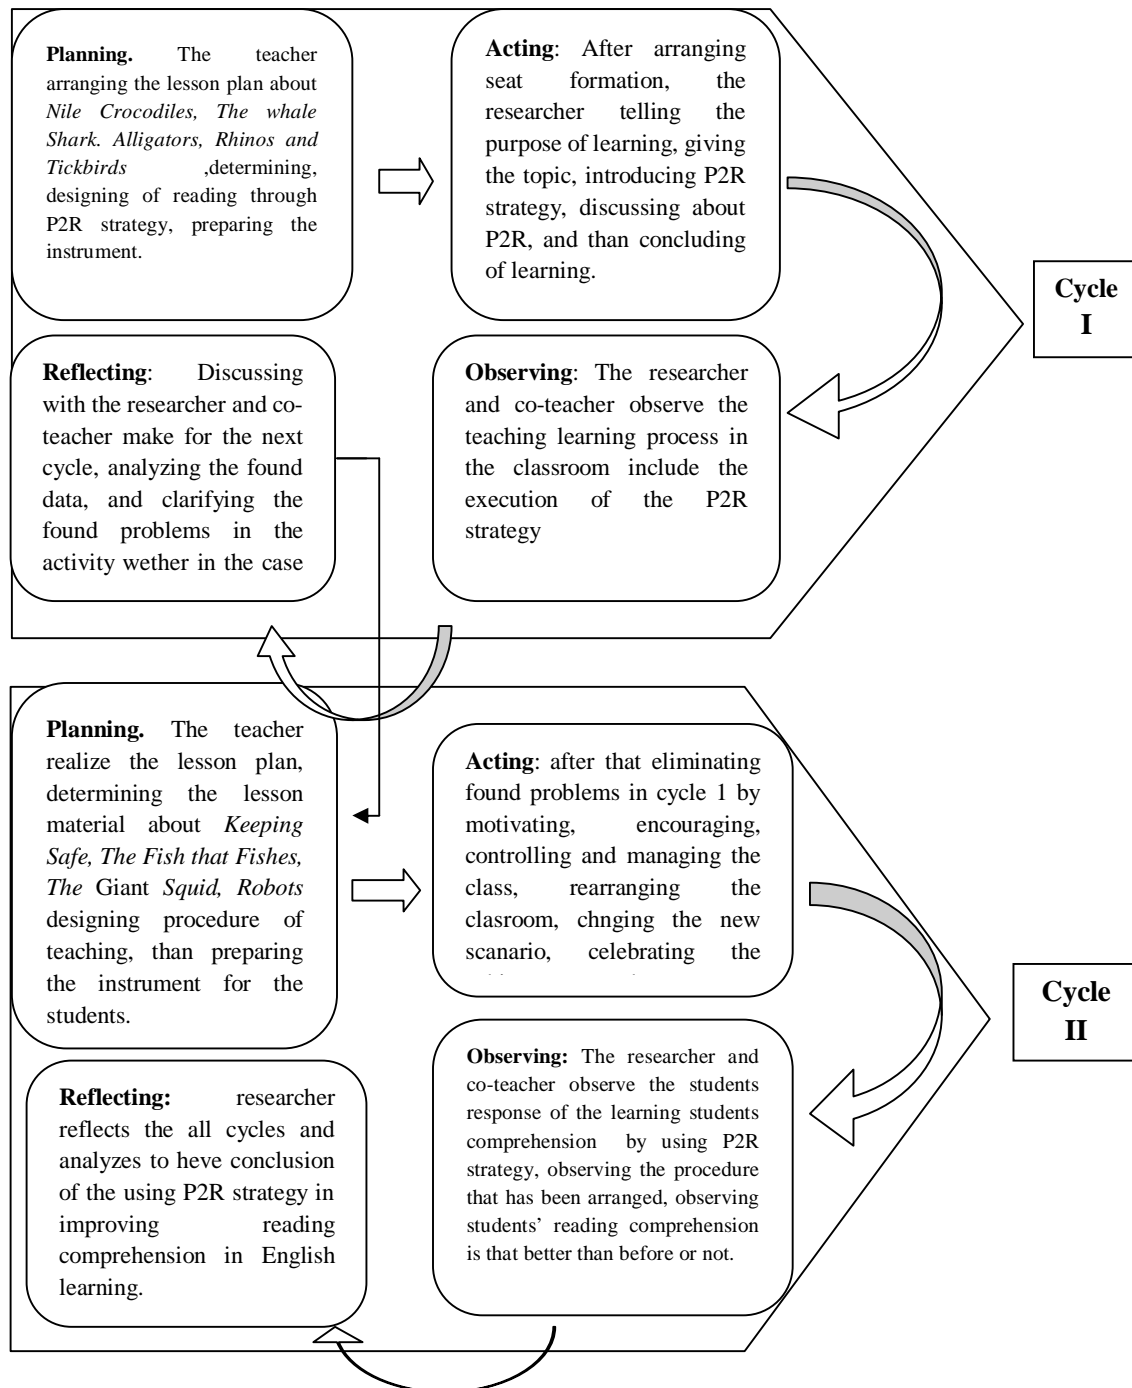 Planning. The teacher
arranging the lesson plan about
Nile Crocodiles, The whale
Shark. Alligators, Rhinos and
Tickbirds ,determining,
designing of reading through
P2R strategy, preparing the
instrument.
Acting: After arranging
seat formation, the
researcher telling the
purpose of learning, giving
the topic, introducing P2R
strategy, discussing about
P2R, and than concluding
of learning.
Cycle
I
Reflecting: Discussing
with the researcher and co-
teacher make for the next
cycle, analyzing the found
data, and clarifying the
found problems in the
activity wether in the case
Observing: The researcher
and co-teacher observe the
teaching learning process in
the classroom include the
execution of the P2R
strategy
Planning. The teacher
realize the lesson plan,
determining the lesson
material about Keeping
Safe, The Fish that Fishes,
The Giant Squid, Robots
designing procedure of
teaching, than preparing
the instrument for the
students.
Acting: after that eliminating
found problems in cycle 1 by
motivating, encouraging,
controlling and managing the
class, rearranging the
clasroom, chnging the new
scanario, celebrating the
Cycle
II
Reflecting: researcher
reflects the all cycles and
analyzes to heve conclusion
of the using P2R strategy in
improving reading
comprehension in English
learning.
Observing: The researcher and
co-teacher observe the students
response of the learning students
comprehension by using P2R
strategy, observing the procedure
that has been arranged, observing
students’ reading comprehension
is that better than before or not.